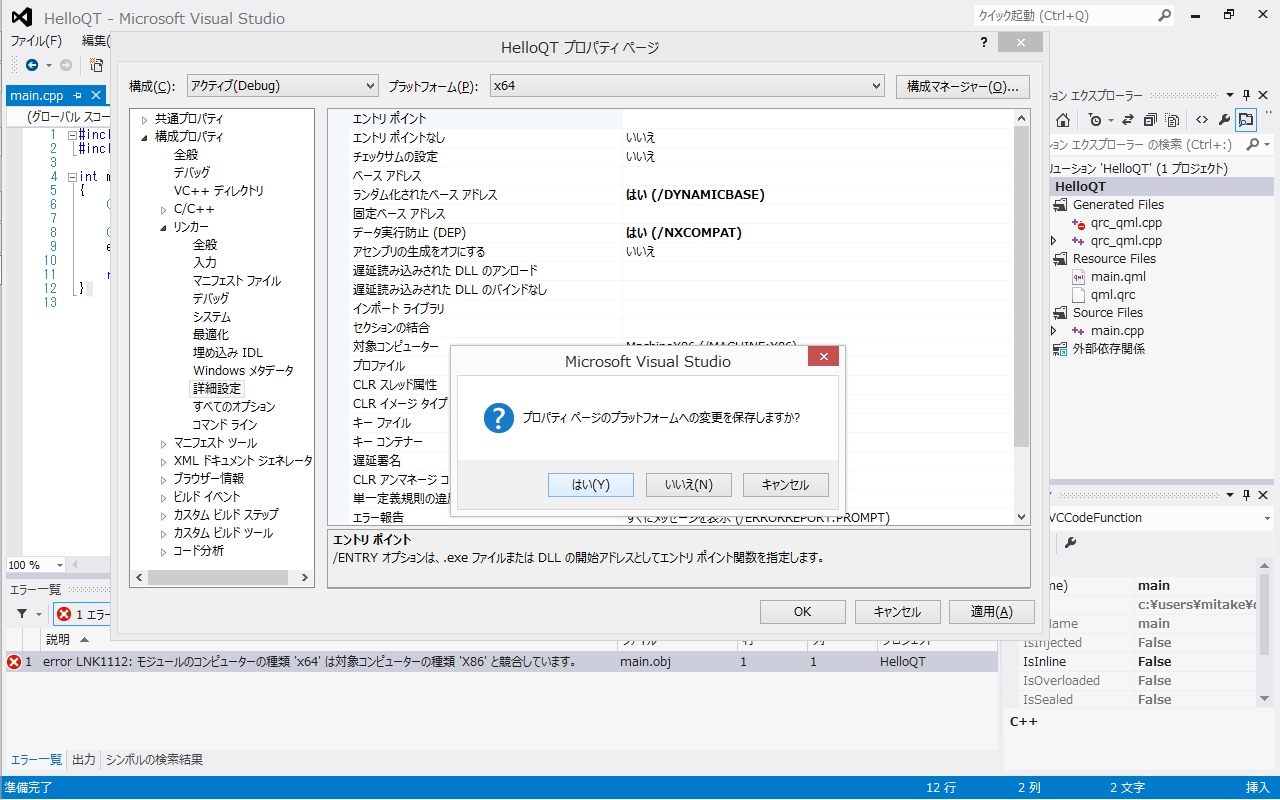 HelloQT - Microsoft Visual Studio
クイック起動 (Ctrl+Q)
ファイル(F) 編集(
HelloQT プロパティ ページ
?
構成(C): アクティブ(Debug) プラットフォーム(P): x64 構成マネージャー(O)...
main.cpp
(グローバル スコー
1 #incl
2 #incl
3
4 int m
5 {
6
7
8
9 e
10
11
12 }
13
100 %
共通プロパティ
構成プロパティ
全般
デバッグ
VC++ ディレクトリ
C/C++
リンカー
全般
入力
マニフェスト ファイル
デバッグ
システム
最適化
埋め込み IDL
Windows メタデータ
詳細設定
すべてのオプション
コマンド ライン
マニフェスト ツール
XML ドキュメント ジェネレータ
ブラウザー情報
ビルド イベント
カスタム ビルド ステップ
カスタム ビルド ツール
コード分析
エントリ ポイント
エントリ ポイントなし いいえ
チェックサムの設定 いいえ
ベース アドレス
ランダム化されたベース アドレス はい (/DYNAMICBASE)
固定ベース アドレス
データ実行防止 (DEP) はい (/NXCOMPAT)
アセンブリの生成をオフにする いいえ
遅延読み込みされた DLL のアンロード
遅延読み込みされた DLL のバインドなし
インポート ライブラリ
セクションの結合
対象コンピューター MachineX86 (/MACHINE:X86)
プロファイル
CLR スレッド属性
CLR イメージ タイプ
キー ファイル
キー コンテナー
遅延署名
CLR アンマネージ コ
単一定義規則の違反
エラー報告 すぐにメッセージを表示 (/ERRORREPORT:PROMPT)
Microsoft Visual Studio
プロパティ ページのプラットフォームへの変更を保存しますか?
はい(Y) いいえ(N) キャンセル
エントリ ポイント
/ENTRY オプションは、.exe ファイルまたは DLL の開始アドレスとしてエントリ ポイント関数を指定します。
OK キャンセル 適用(A)
ション エクスプローラー
ション エクスプローラー の検索 (Ctrl+:)
リューション 'HelloQT' (1 プロジェクト)
HelloQT
Generated Files
qrc_qml.cpp
qrc_qml.cpp
Resource Files
main.qml
qml.qrc
Source Files
main.cpp
外部依存関係
VCCodeFunction
me) main
c:¥users¥mitake¥
Name main
IsInjected False
IsInline False
IsOverloaded False
IsSealed False
C++
エラー一覧
1 エラー
説明 ファイル 行 列 プロジェクト
1 error LNK1112: モジュールのコンピューターの種類 'x64' は対象コンピューターの種類 'X86' と競合しています。 main.obj 1 1 HelloQT
エラー一覧 出力 シンボルの検索結果
準備完了 12 行 2 列 2 文字 挿入